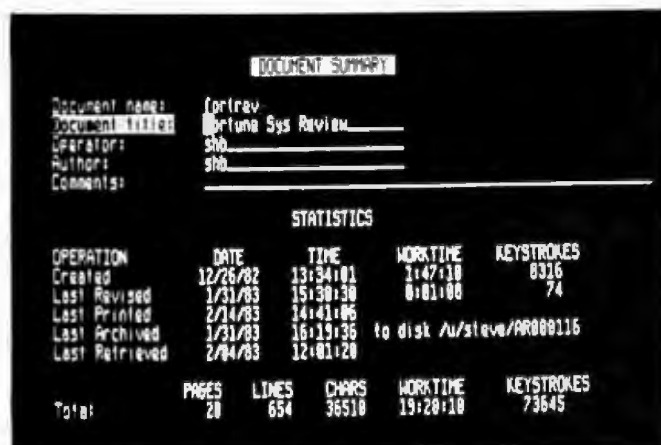 DOCUMENT SUMMARY
Document name: fortrev
Document title: Fortune Sys Review
Operator: shb
Author: shb
Comments:
STATISTICS
OPERATION DATE TIME WORKTIME KEYSTROKES
Created 12/26/82 13:34:01 1:47:10 8316
Last Revised 1/31/83 15:30:30 0:01:08 74
Last Printed 2/14/83 14:41:06
Last Archived 1/31/83 16:19:36 to disk /u/steve/AR000116
Last Retrieved 2/04/83 12:01:20
PAGES LINES CHARS WORKTIME KEYSTROKES
Total 20 654 36510 19:20:10 73645